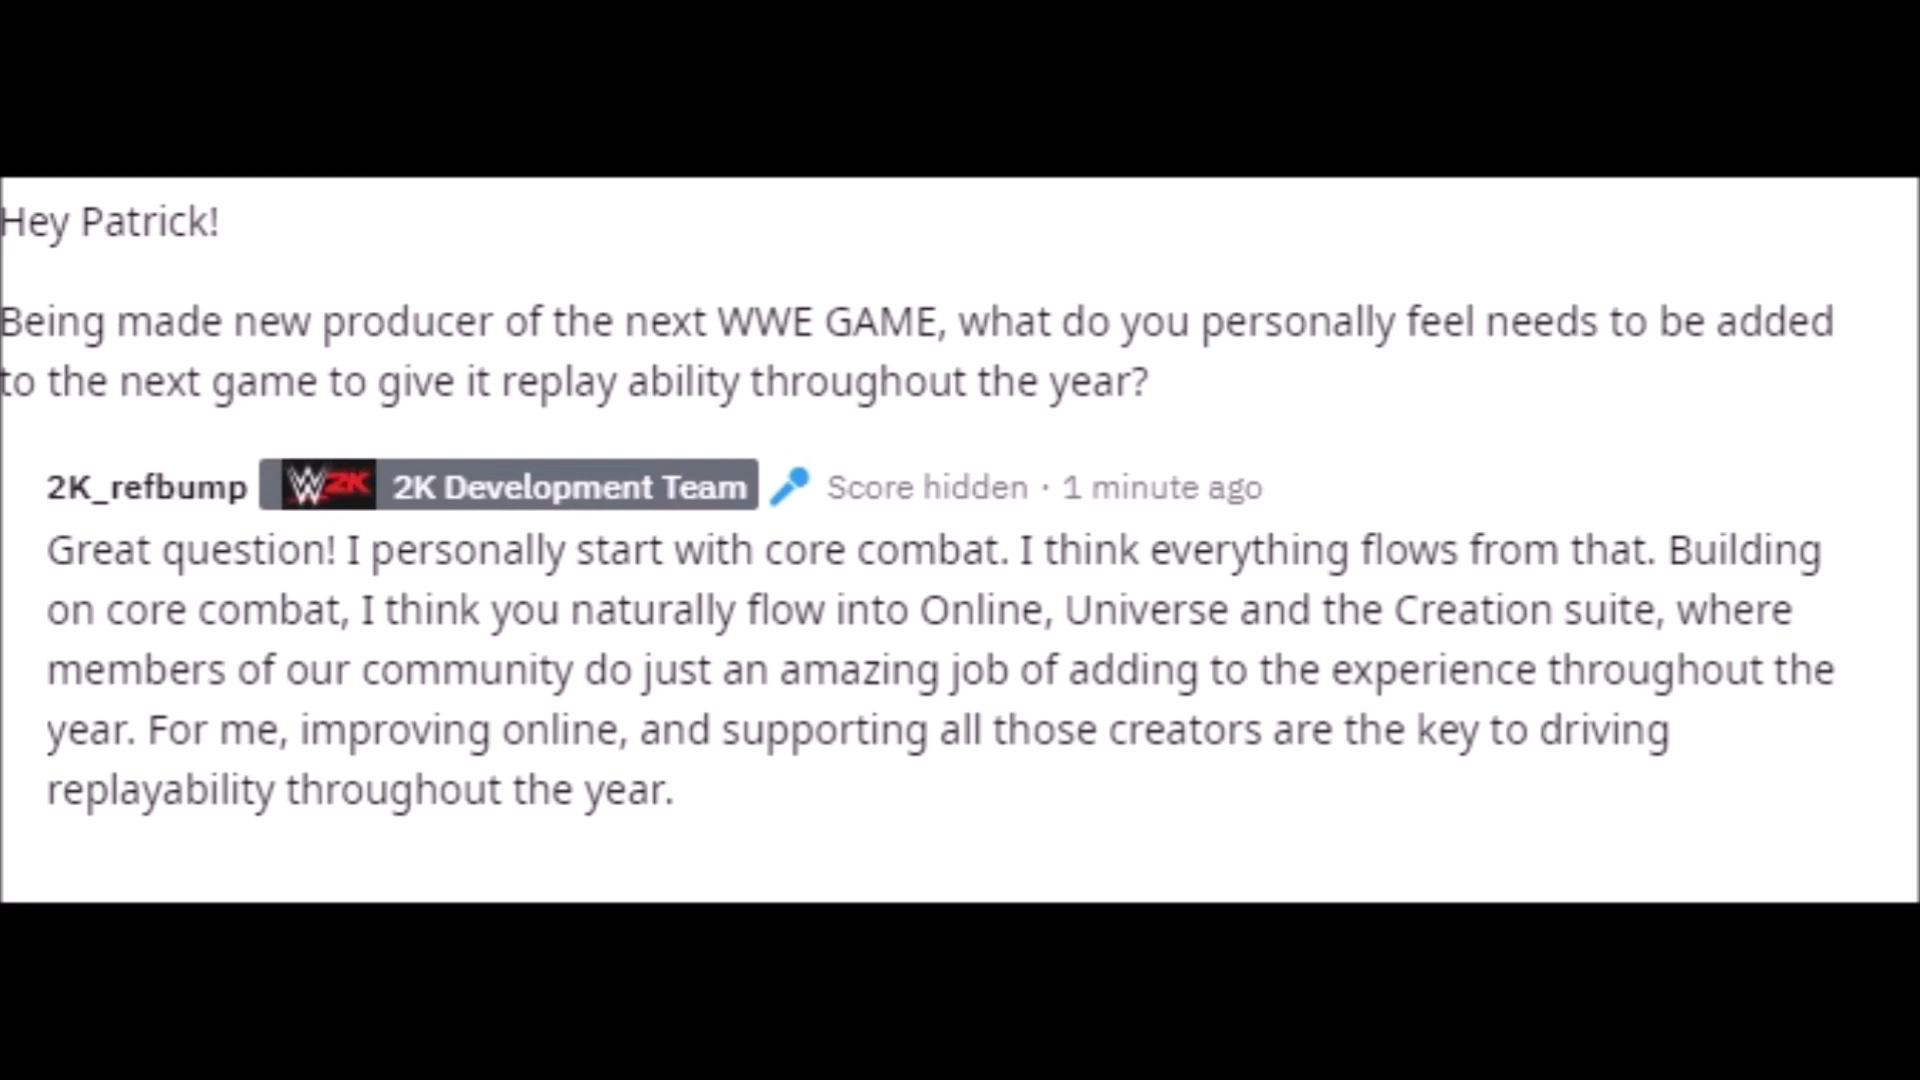 Hey Patrick!
Being made new producer of the next WWE GAME, what do you personally feel needs to be added
to the next game to give it replay ability throughout the year?
2K_refbump W2K 2K Development Team Score hidden · 1 minute ago
Great question! I personally start with core combat. I think everything flows from that. Building
on core combat, I think you naturally flow into Online, Universe and the Creation suite, where
members of our community do just an amazing job of adding to the experience throughout the
year. For me, improving online, and supporting all those creators are the key to driving
replayability throughout the year.